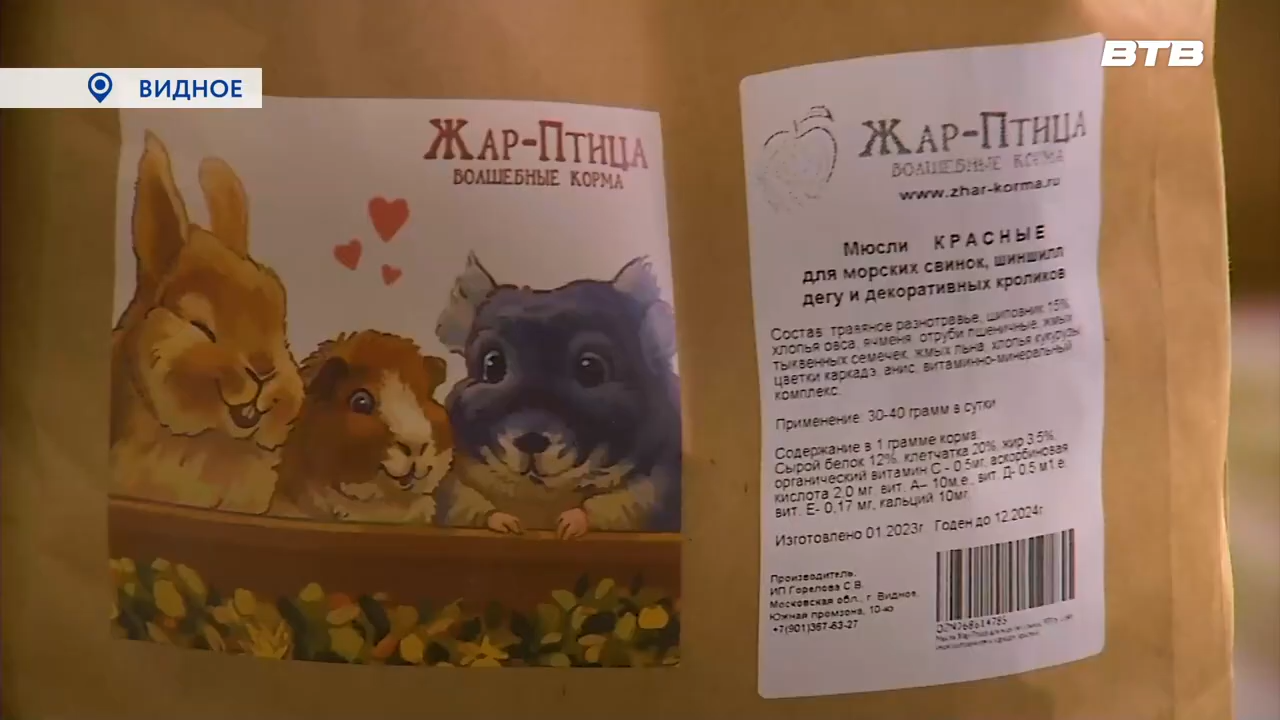 ВИДНОЕ
ВТВ
ЖАР-ПТИЦА
ВОЛШЕБНЫЕ КОРМА
ЖАР-ПТИЦА
ВОЛШЕБНЫЕ КОРМА
www.zhar-korma.ru
Мюсли КРАСНЫЕ
для морских свинок, шиншилл
дегу и декоративных кроликов
Состав: травяное разнотравье, шиповник 15%,
хлопья овса, ячменя, отруби пшеничные, жмых
тыквенных семечек, жмых льна, хлопья кукурузы
цветки каркадэ, анис, витаминно-минеральный
комплекс.
Применение: 30-40 грамм в сутки
Содержание в 1 грамме корма:
Сырой белок 12%, клетчатка 20%, жир 3,5%,
органический витамин С - 0,5мг, аскорбиновая
кислота 2,0 мг, вит. А– 10м.е., вит. Д- 0,5 м1.е,
вит. Е- 0,17 мг, кальций 10мг.
Изготовлено 01.2023г Годен до 12.2024г
Производитель:
ИП Горелова С.В.
Московская обл., г. Видное,
Южная промзона, 10-ю
+7(901)367-63-27